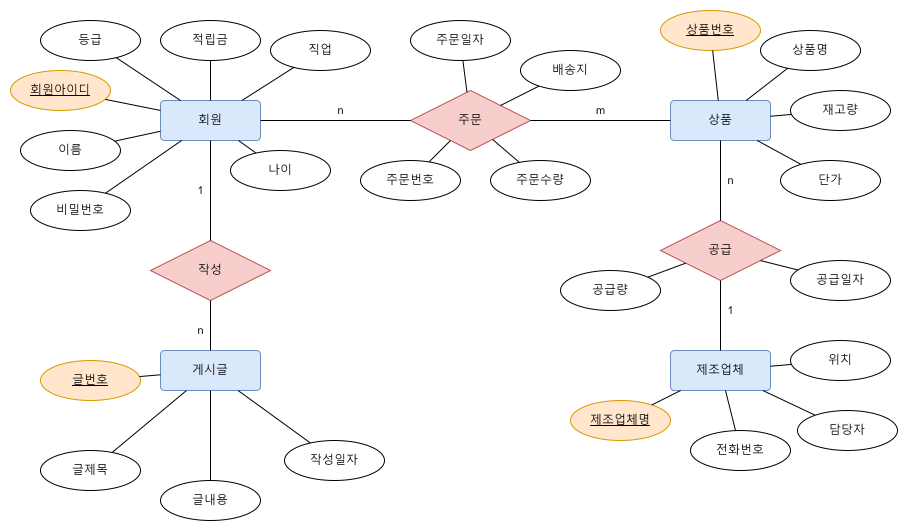 등급
적립금
직업
회원아이디
회원
이름
비밀번호
나이
n
주문일자
배송지
주문
주문번호
주문수량
m
상품번호
상품명
상품
재고량
단가
1
작성
n
n
공급
공급량
공급일자
1
글번호
게시글
글제목
글내용
작성일자
제조업체
위치
제조업체명
전화번호
담당자